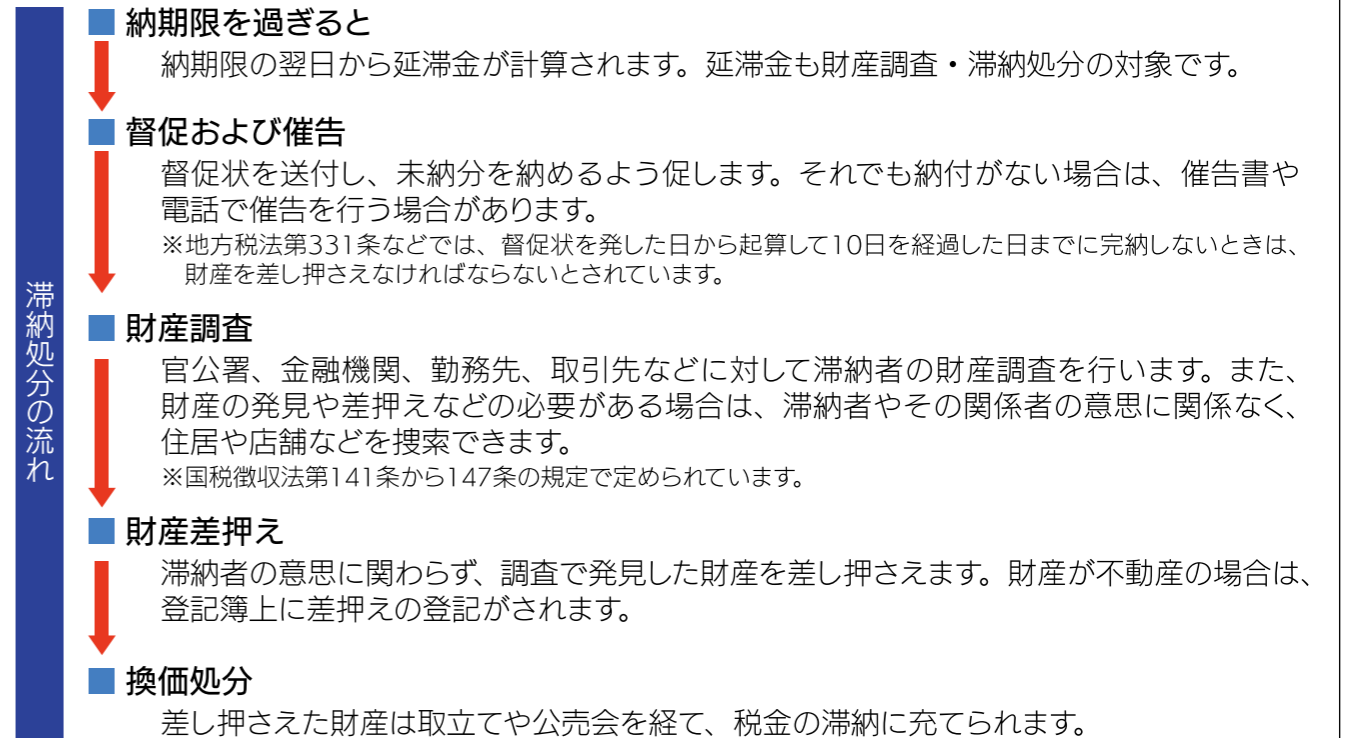 滞納処分の流れ
■ 納期限を過ぎると
納期限の翌日から延滞金が計算されます。延滞金も財産調査・滞納処分の対象です。
■ 督促および催告
督促状を送付し、未納分を納めるよう促します。それでも納付がない場合は、催告書や
電話で催告を行う場合があります。
※地方税法第331条などでは、督促状を発した日から起算して10日を経過した日までに完納しないときは、
財産を差し押さえなければならないとされています。
■ 財産調査
官公署、金融機関、勤務先、取引先などに対して滞納者の財産調査を行います。また、
財産の発見や差押えなどの必要がある場合は、滞納者やその関係者の意思に関係なく、
住居や店舗などを捜索できます。
※国税徴収法第141条から147条の規定で定められています。
■ 財産差押え
滞納者の意思に関わらず、調査で発見した財産を差し押さえます。財産が不動産の場合は、
登記簿上に差押えの登記がされます。
■ 換価処分
差し押さえた財産は取立てや公売会を経て、税金の滞納に充てられます。